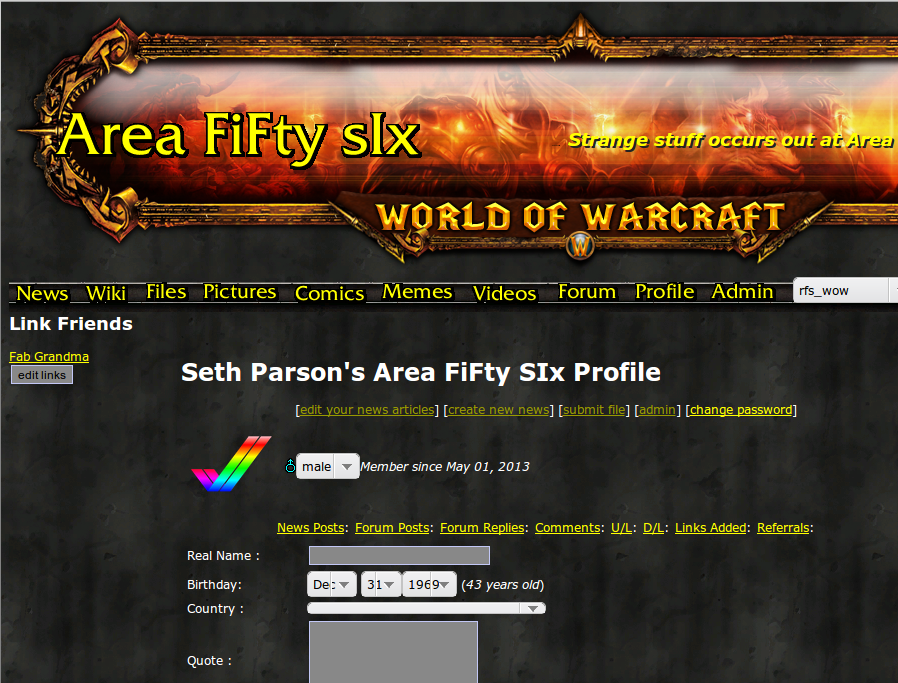 Area FiFty sIx
Strange stuff occurs out at Area
WORLD OF WARCRAFT
W
News Wiki Files Pictures Comics Memes Videos Forum Profile Admin rfs_wow
Link Friends
Fab Grandma
edit links
Seth Parson's Area FiFty SIx Profile
[edit your news articles] [create new news] [submit file] [admin] [change password]
male Member since May 01, 2013
News Posts: Forum Posts: Forum Replies: Comments: U/L: D/L: Links Added: Referrals:
Real Name :
Birthday: Dec 31 1969 (43 years old)
Country :
Quote :